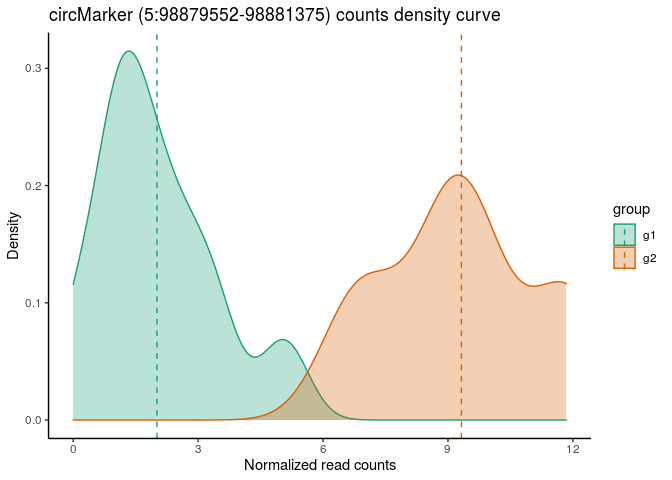 circMarker (5:98879552-98881375) counts density curve
Density
0.3
0.2
0.1
0.0
0 3 6 9 12
Normalized read counts
group
g1
g2